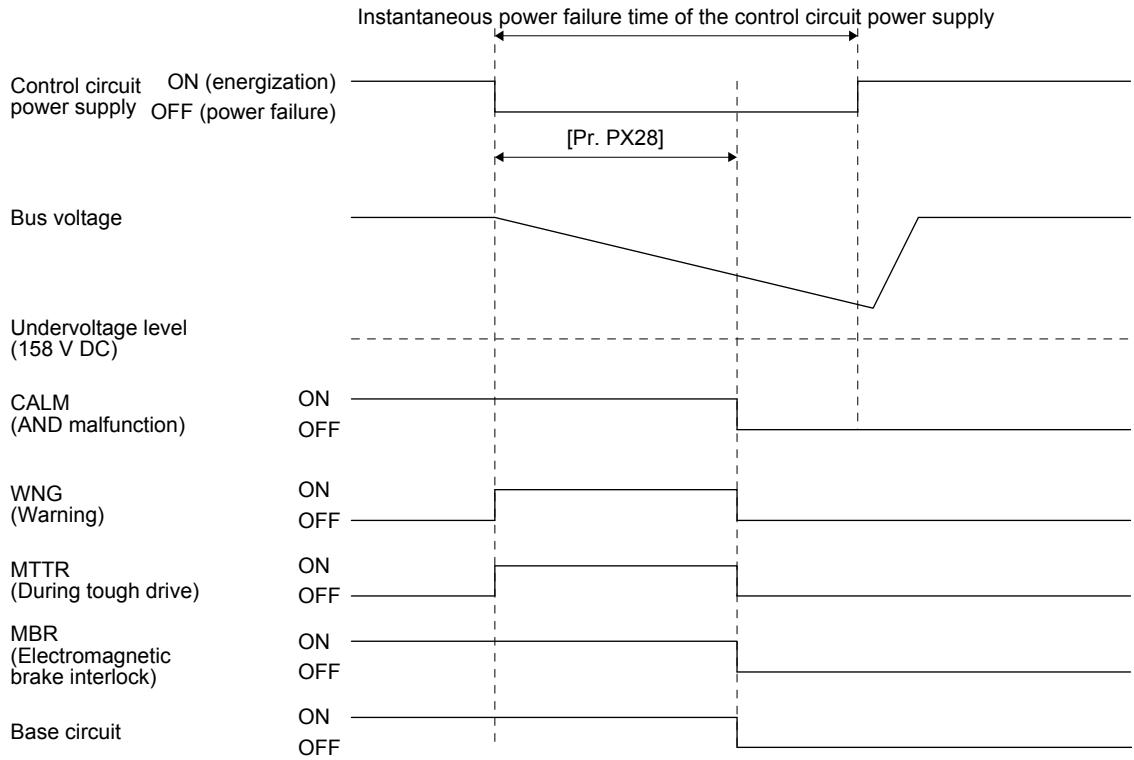 Instantaneous power failure time of the control circuit power supply
Control circuit
power supply
ON (energization)
OFF (power failure)
[Pr. PX28]
Bus voltage
Undervoltage level
(158 V DC)
CALM
(AND malfunction)
ON
OFF
WNG
(Warning)
ON
OFF
MTTR
(During tough drive)
ON
OFF
MBR
(Electromagnetic
brake interlock)
ON
OFF
Base circuit
ON
OFF